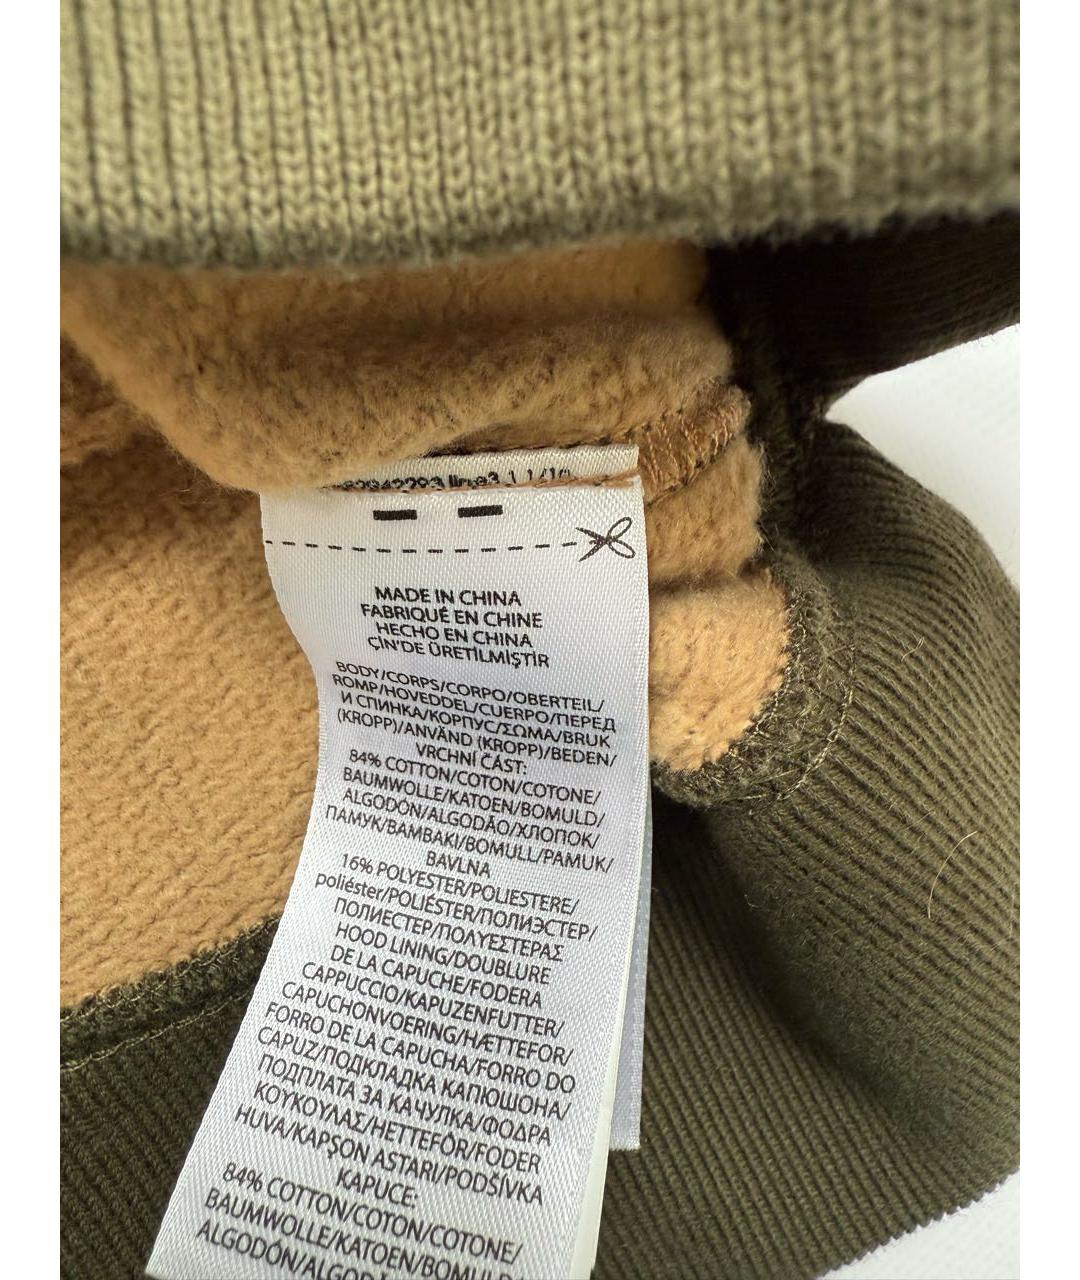 MADE IN CHINA
FABRIQUÉ EN CHINE
HECHO EN CHINA
ÇİN'DE ÜRETİLMİŞTİR
BODY/CORPS/CORPO/OBERTEIL/
ROMP/HOVEDDEL/CUERPO/ПЕРЕД
И СПИНКА/КОРПУС/ΣΩΜΑ/BRUK
(KROPP)/ANVÄND (KROPP)/BEDEN/
VRCHNÍ ČÁST:
84% COTTON/COTON/COTONE/
BAUMWOLLE/KATOEN/BOMULD/
ALGODÓN/ALGODÃO/ХЛОПОК/
ПАМУК/ΒΑΜΒΑΚΙ/BOMULL/PAMUK/
BAVLNA
16% POLYESTER/POLIESTERE/
poliéster/POLIÉSTER/ПОЛИЭСТЕР/
ПОЛИЕСТЕР/ΠΟΛΥΕΣΤΕΡΑΣ
HOOD LINING/DOUBLURE
DE LA CAPUCHE/FODERA
CAPPUCCIO/KAPUZENFUTTER/
CAPUCHONVOERING/HÆTTEFOR/
FORRO DE LA CAPUCHA/FORRO DO
CAPUZ/ПОДКЛАДКА КАПЮШОНА/
ПОДПЛАТА ЗА КАЧУЛКА/ΦΟΔΡΑ
ΚΟΥΚΟΥΛΑΣ/HETTEFÔR/FODER
HUVA/KAPŞON ASTARI/PODŠÍVKA
KAPUCE:
84% COTTON/COTON/COTONE/
BAUMWOLLE/KATOEN/BOMULD/
ALGODÓN/ALGODÃO